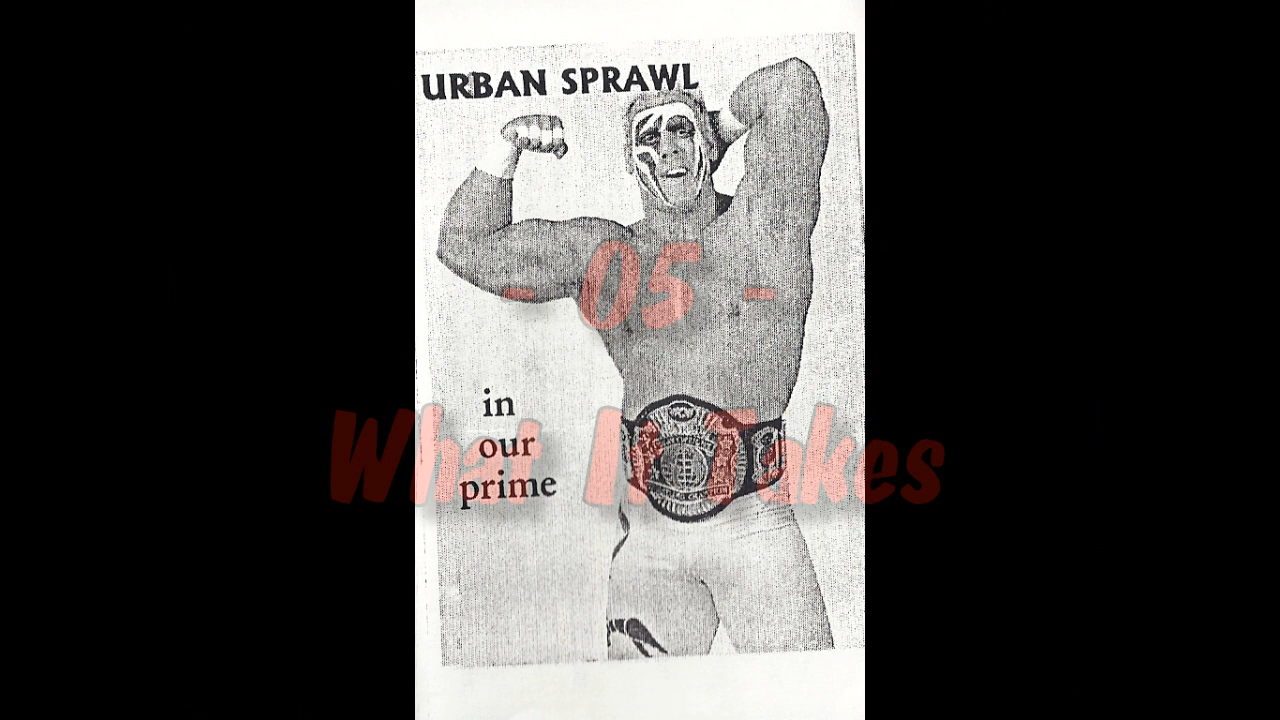 URBAN SPRAWL
- 05 -
in
our
prime
What It Takes